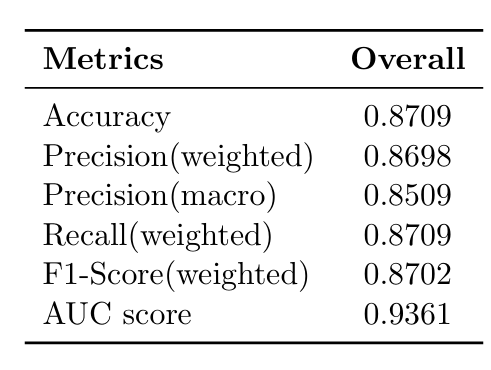 Metrics Overall
Accuracy 0.8709
Precision(weighted) 0.8698
Precision(macro) 0.8509
Recall(weighted) 0.8709
F1-Score(weighted) 0.8702
AUC score 0.9361